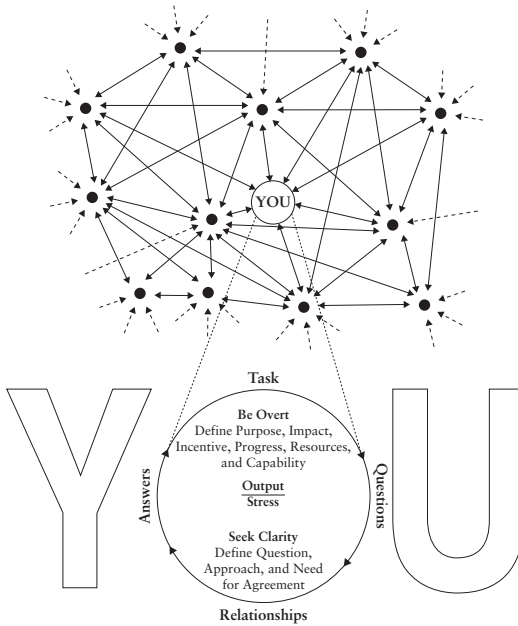 YOU
Task
Be Overt
Define Purpose, Impact,
Incentive, Progress, Resources,
and Capability
Answers
Output
Stress
Questions
Seek Clarity
Define Question,
Approach, and Need
for Agreement
Relationships
Y U